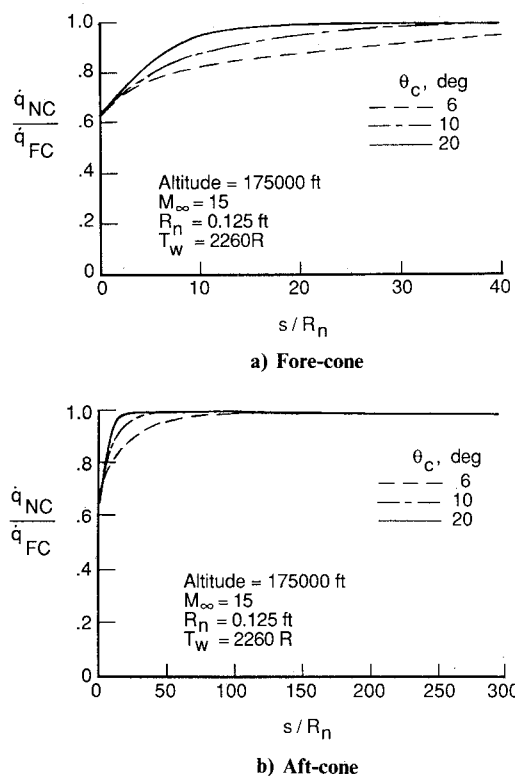 1.0
.8
q̇NC
q̇FC
.6
.4
.2
0
θc, deg
6
10
20
Altitude = 175000 ft
M∞ = 15
Rn = 0.125 ft
Tw = 2260R
0 10 20 30 40
s/Rn
a) Fore-cone
1.0
.8
q̇NC
q̇FC
.6
.4
.2
0
θc, deg
6
10
20
Altitude = 175000 ft
M∞ = 15
Rn = 0.125 ft
Tw = 2260 R
0 50 100 150 200 250 300
s/Rn
b) Aft-cone